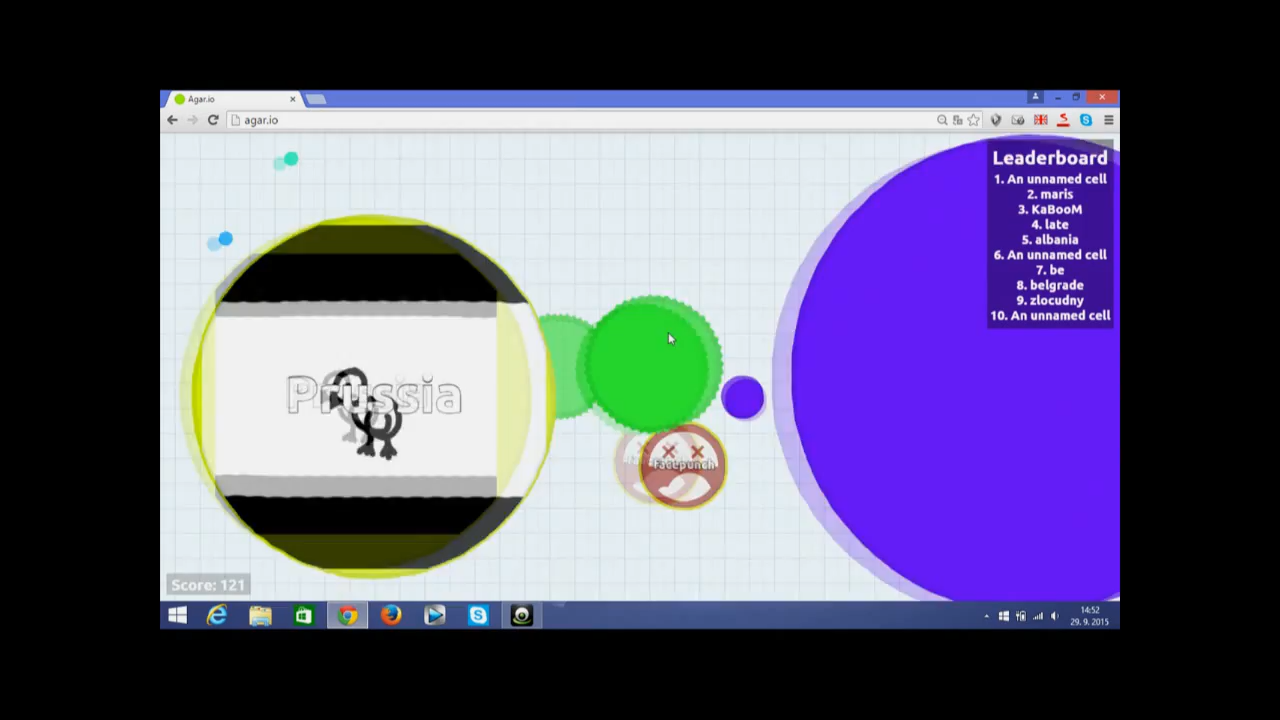 Agar.io
agar.io
Leaderboard
1. An unnamed cell
2. maris
3. KaBooM
4. late
5. albania
6. An unnamed cell
7. be
8. belgrade
9. zlocudny
10. An unnamed cell
Prussia
Facepunch
Score: 121
14:52
29. 9. 2015